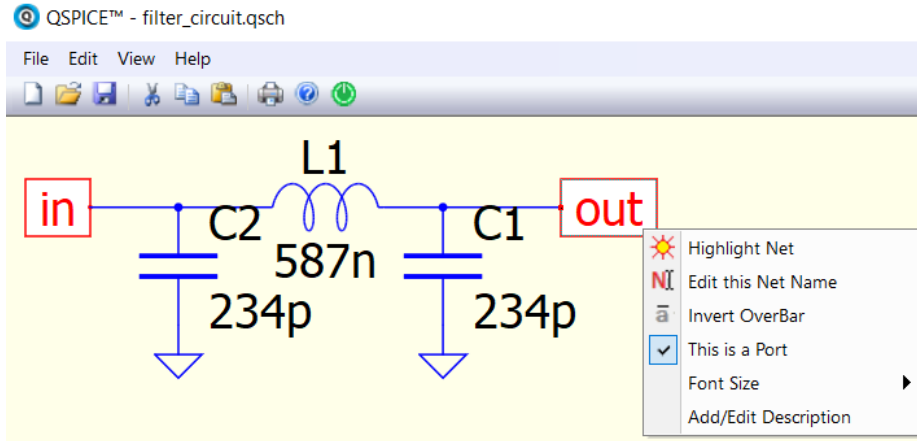 QSPICE™ - filter_circuit.qsch
File Edit View Help
L1
in
out
C2
C1
587n
234p
234p
Highlight Net
Edit this Net Name
Invert OverBar
This is a Port
Font Size
Add/Edit Description